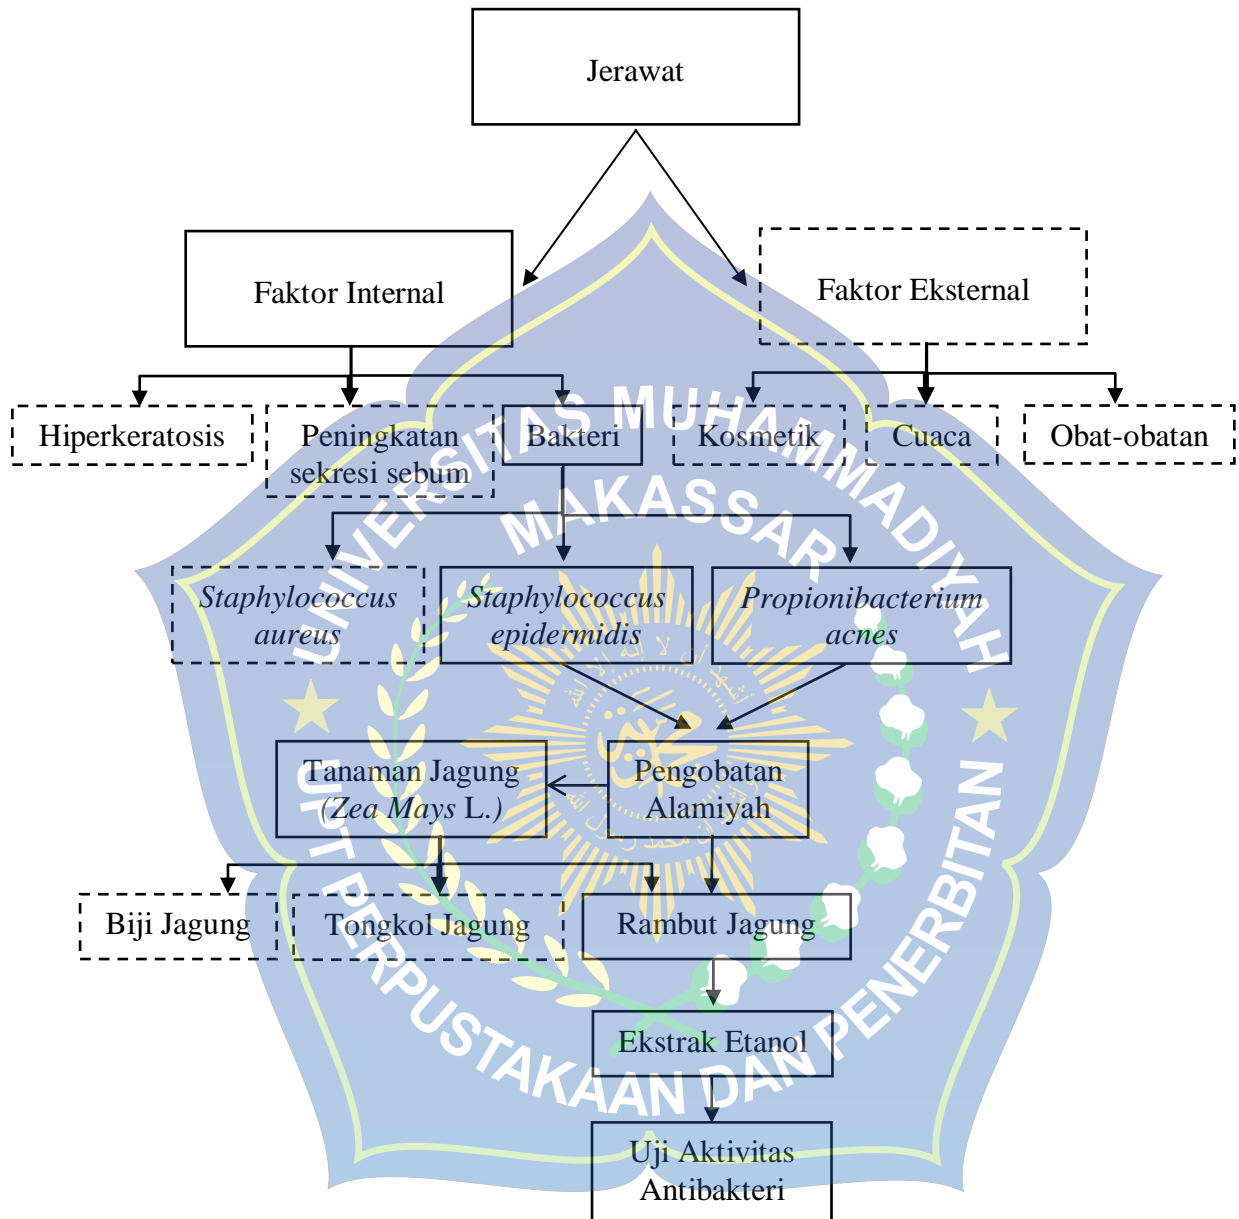 Jerawat
Faktor Internal
Faktor Eksternal
Hiperkeratosis
Peningkatan
sekresi sebum
Bakteri
Kosmetik
Cuaca
Obat-obatan
UNIVERSITAS MUHAMMADIYAH
MAKASSAR
Staphylococcus
aureus
Staphylococcus
epidermidis
Propionibacterium
acnes
Tanaman Jagung
(Zea Mays L.)
Pengobatan
Alamiyah
Biji Jagung
Tongkol Jagung
Rambut Jagung
Ekstrak Etanol
UPT PERPUSTAKAAN DAN PENERBITAN
Uji Aktivitas
Antibakteri